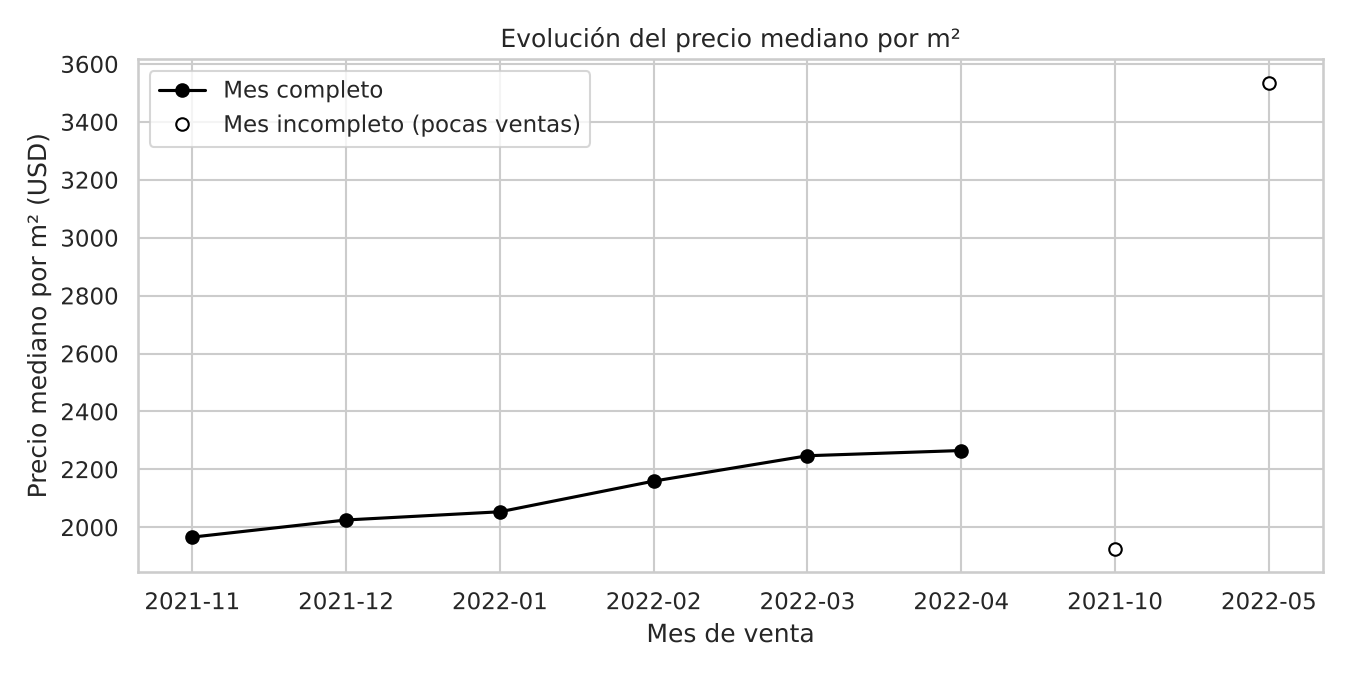 Evolución del precio mediano por m²
Mes completo
Mes incompleto (pocas ventas)
Precio mediano por m² (USD)
3600
3400
3200
3000
2800
2600
2400
2200
2000
2021-11 2021-12 2022-01 2022-02 2022-03 2022-04 2021-10 2022-05
Mes de venta